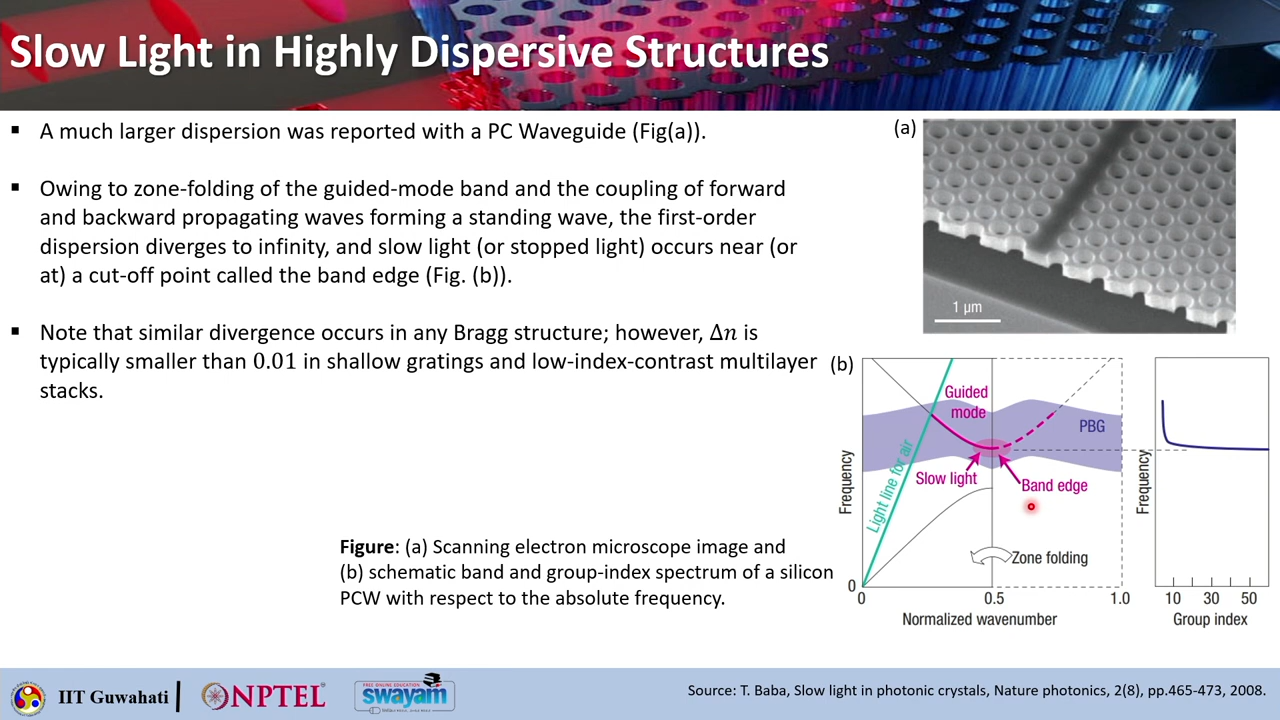 Slow Light in Highly Dispersive Structures
▪ A much larger dispersion was reported with a PC Waveguide (Fig(a)).
▪ Owing to zone-folding of the guided-mode band and the coupling of forward
and backward propagating waves forming a standing wave, the first-order
dispersion diverges to infinity, and slow light (or stopped light) occurs near (or
at) a cut-off point called the band edge (Fig. (b)).
▪ Note that similar divergence occurs in any Bragg structure; however, Δn is
typically smaller than 0.01 in shallow gratings and low-index-contrast multilayer
stacks.
(a)
1 µm
(b)
Guided
mode
PBG
Light line for air
Slow light
Band edge
Zone folding
Frequency
0
0
0.5
1.0
Normalized wavenumber
Frequency
10
30
50
Group index
Figure: (a) Scanning electron microscope image and
(b) schematic band and group-index spectrum of a silicon
PCW with respect to the absolute frequency.
IIT Guwahati
NPTEL
FREE ONLINE EDUCATION
swayam
Source: T. Baba, Slow light in photonic crystals, Nature photonics, 2(8), pp.465-473, 2008.